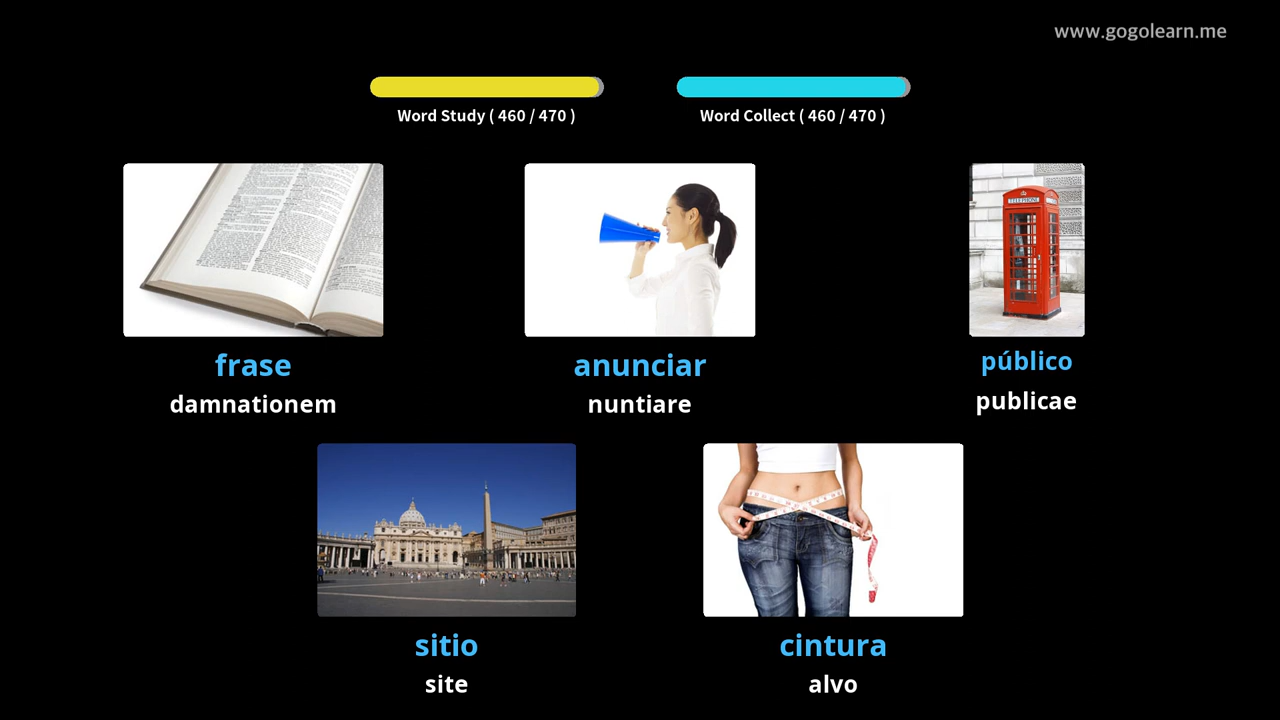 www.gogolearn.me
Word Study ( 460 / 470 )
Word Collect ( 460 / 470 )
TELEPHONE
frase
damnationem
anunciar
nuntiare
público
publicae
sitio
site
cintura
alvo